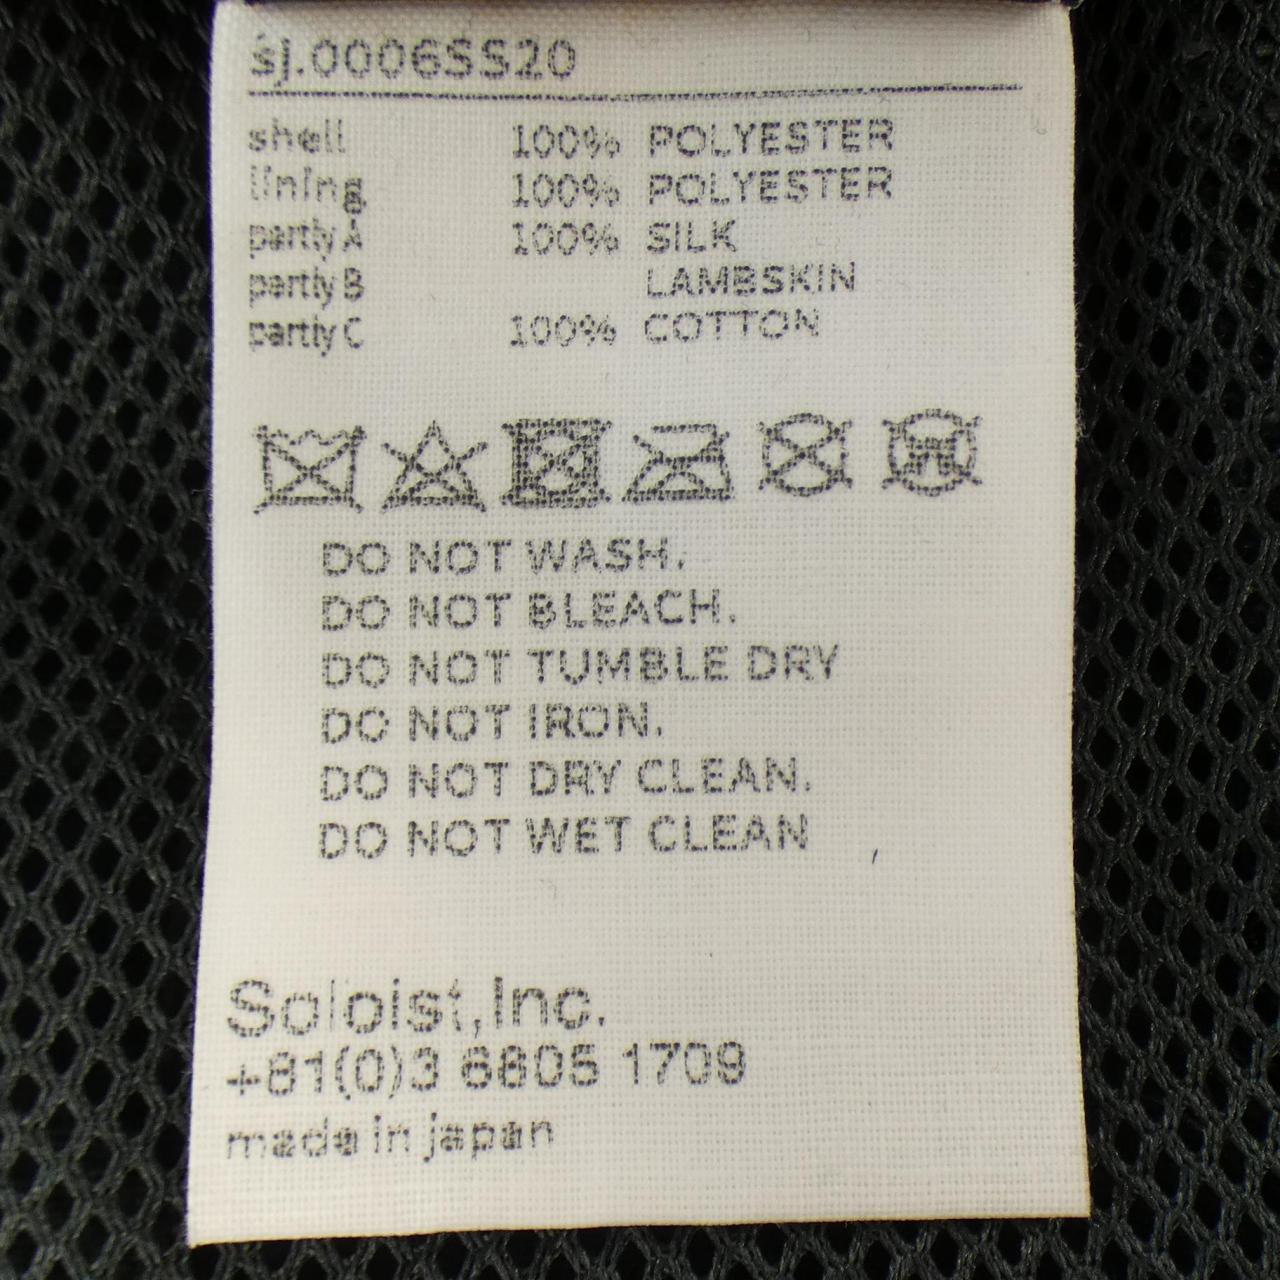 sj.0006SS20
shell 100% POLYESTER
lining 100% POLYESTER
partly A 100% SILK
partly B LAMBSKIN
partly C 100% COTTON
DO NOT WASH.
DO NOT BLEACH.
DO NOT TUMBLE DRY
DO NOT IRON.
DO NOT DRY CLEAN.
DO NOT WET CLEAN
Soloist,Inc.
+81(0)3 6805 1709
made in japan